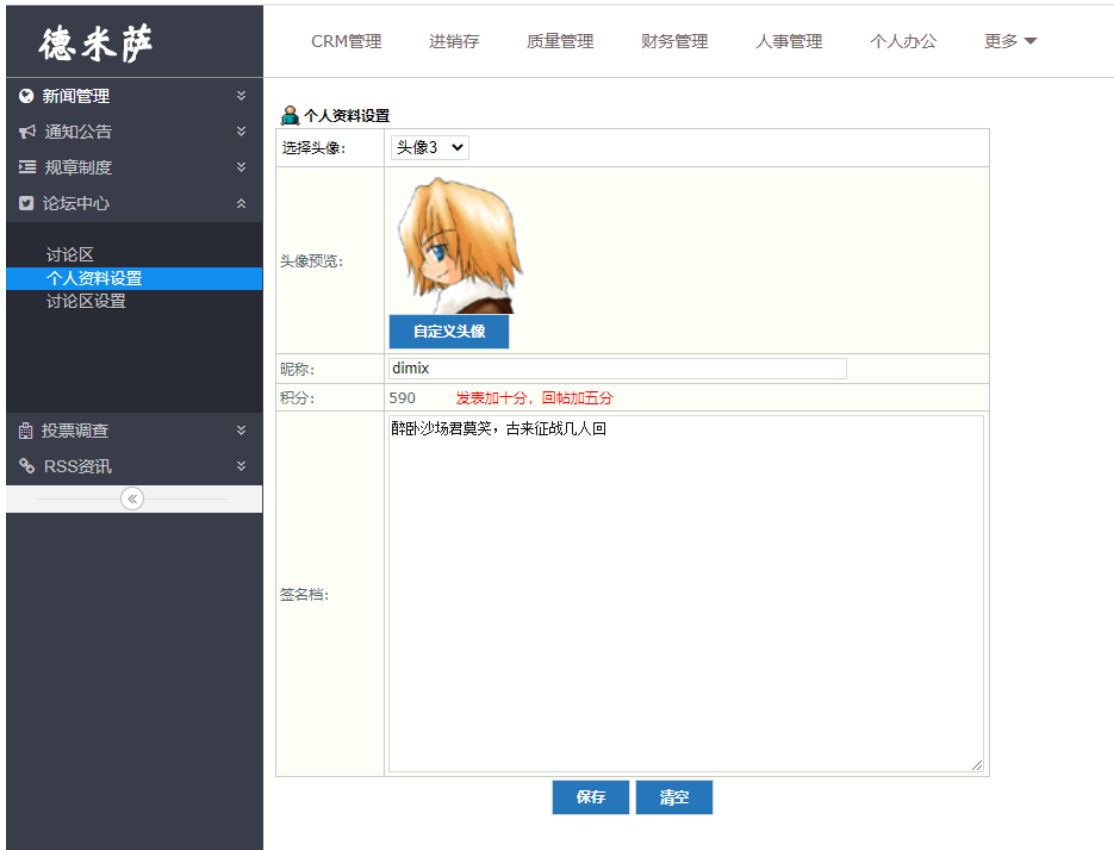 德米萨
CRM管理 进销存 质量管理 财务管理 人事管理 个人办公 更多
新闻管理
通知公告
规章制度
论坛中心
讨论区
个人资料设置
讨论区设置
投票调查
RSS资讯
个人资料设置
选择头像: 头像3
头像预览:
自定义头像
昵称: dimix
积分: 590 发表加十分，回帖加五分
签名档: 醉卧沙场君莫笑，古来征战几人回
保存 清空